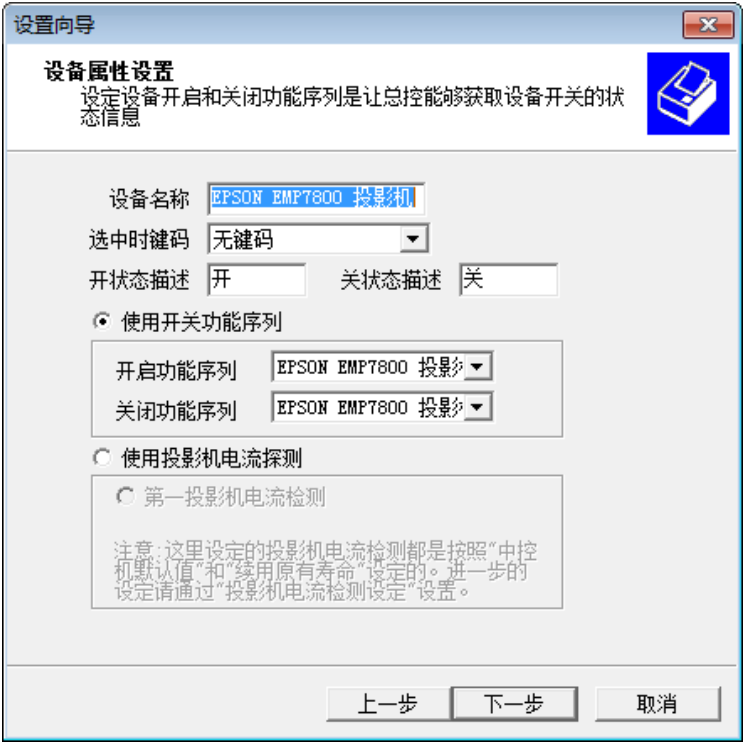 设置向导
设备属性设置
设定设备开启和关闭功能序列是让总控能够获取设备开关的状
态信息
设备名称 EPSON EMP7800 投影机
选中时键码 无键码
开状态描述 开 关状态描述 关
使用开关功能序列
开启功能序列 EPSON EMP7800 投影
关闭功能序列 EPSON EMP7800 投影
使用投影机电流探测
第一投影机电流检测
注意:这里设定的投影机电流检测都是按照"中控
机默认值"和"续用原有寿命"设定的。进一步的
设定请通过"投影机电流检测设定"设置。
上一步 下一步 取消